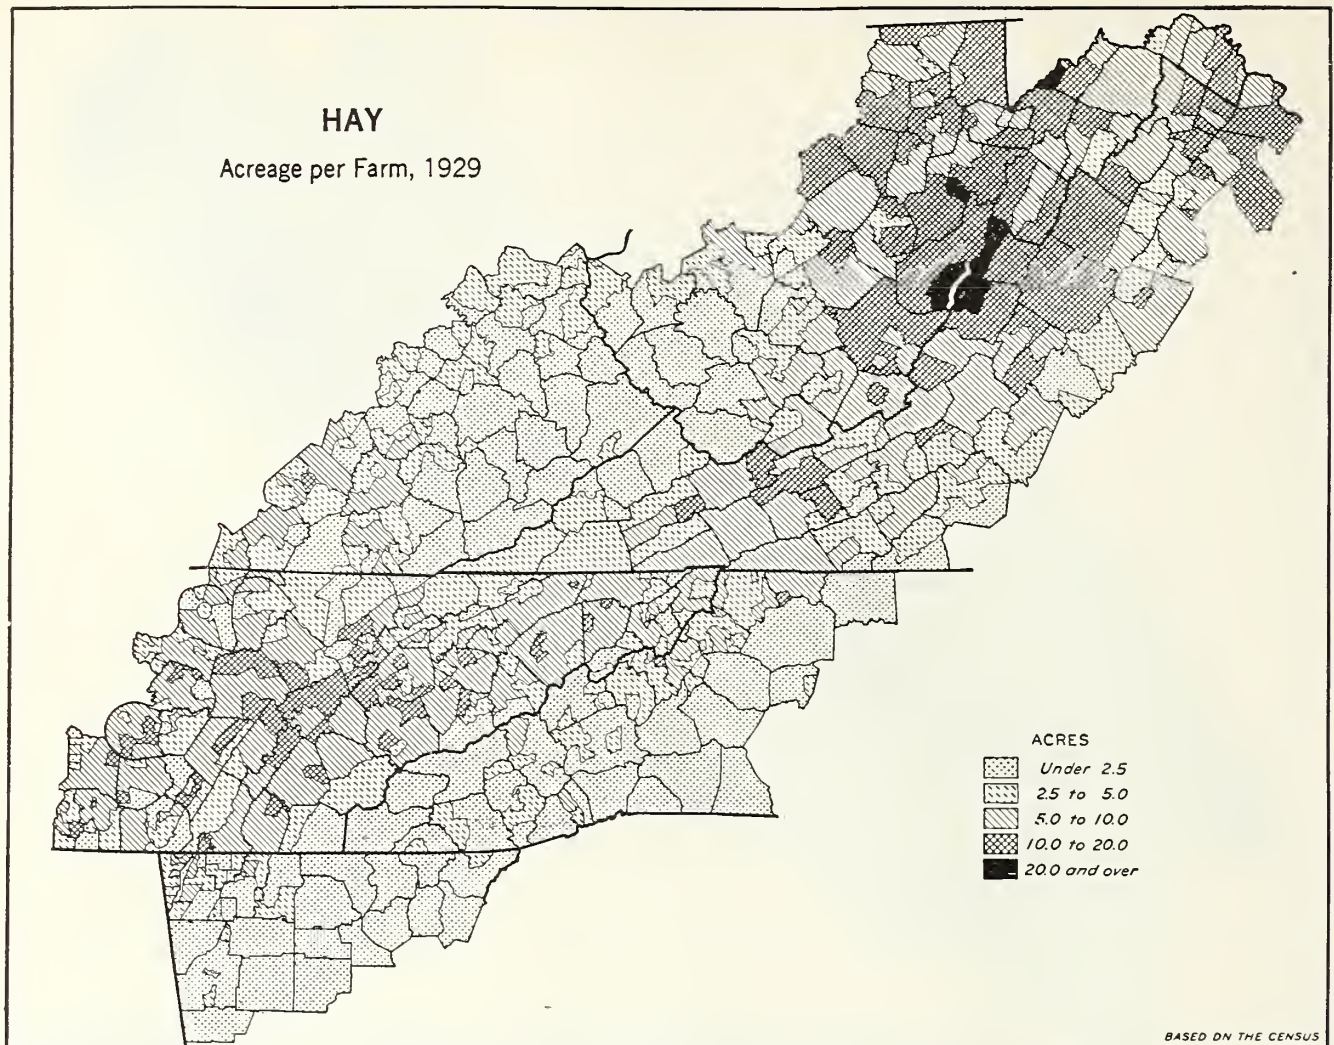 HAY
Acreage per Farm, 1929
ACRES
Under 2.5
2.5 to 5.0
5.0 to 10.0
10.0 to 20.0
20.0 and over
BASED ON THE CENSUS